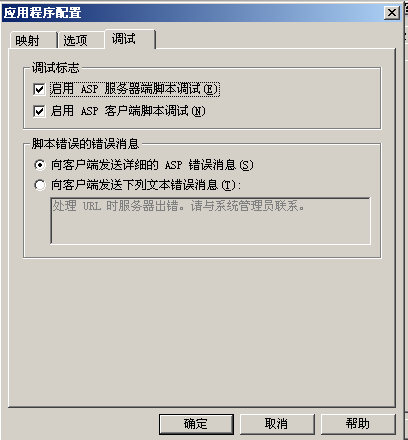 应用程序配置
映射 选项 调试
调试标志
启用 ASP 服务器端脚本调试(E)
启用 ASP 客户端脚本调试(N)
脚本错误的错误消息
向客户端发送详细的 ASP 错误消息(S)
向客户端发送下列文本错误消息(T):
处理 URL 时服务器出错。请与系统管理员联系。
确定 取消 帮助